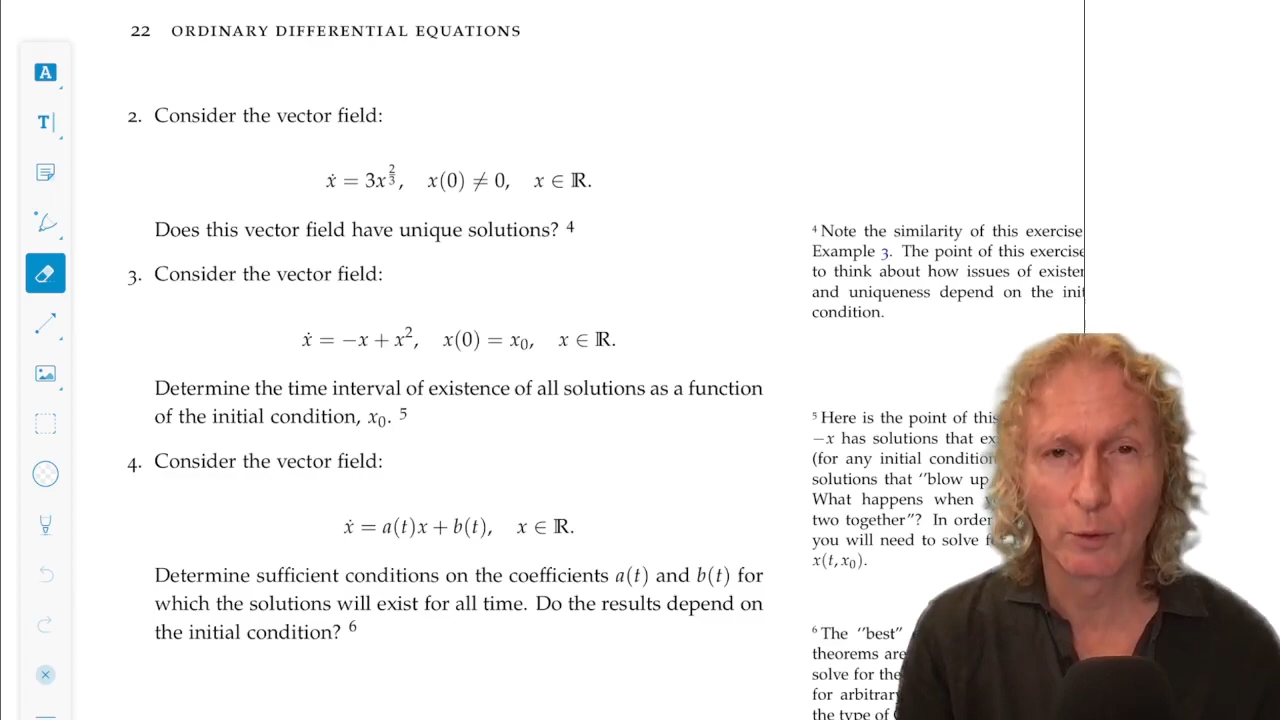 22 ORDINARY DIFFERENTIAL EQUATIONS
2. Consider the vector field:
ẋ = 3x^{2/3}, x(0) ≠ 0, x ∈ ℝ.
Does this vector field have unique solutions? 4
3. Consider the vector field:
ẋ = −x + x², x(0) = x₀, x ∈ ℝ.
Determine the time interval of existence of all solutions as a function
of the initial condition, x₀. 5
4. Consider the vector field:
ẋ = a(t)x + b(t), x ∈ ℝ.
Determine sufficient conditions on the coefficients a(t) and b(t) for
which the solutions will exist for all time. Do the results depend on
the initial condition? 6
4 Note the similarity of this exercise
Example 3. The point of this exercise
to think about how issues of
and uniqueness depend on the
condition.
5 Here is the point of this
−x has solutions that
(for any initial condition
solutions that ''blow up
What happens when
two together''? In order
you will need to solve
x(t, x₀).
6 The ''best''
theorems are
solve for the
for arbitrary
the type of
A
T